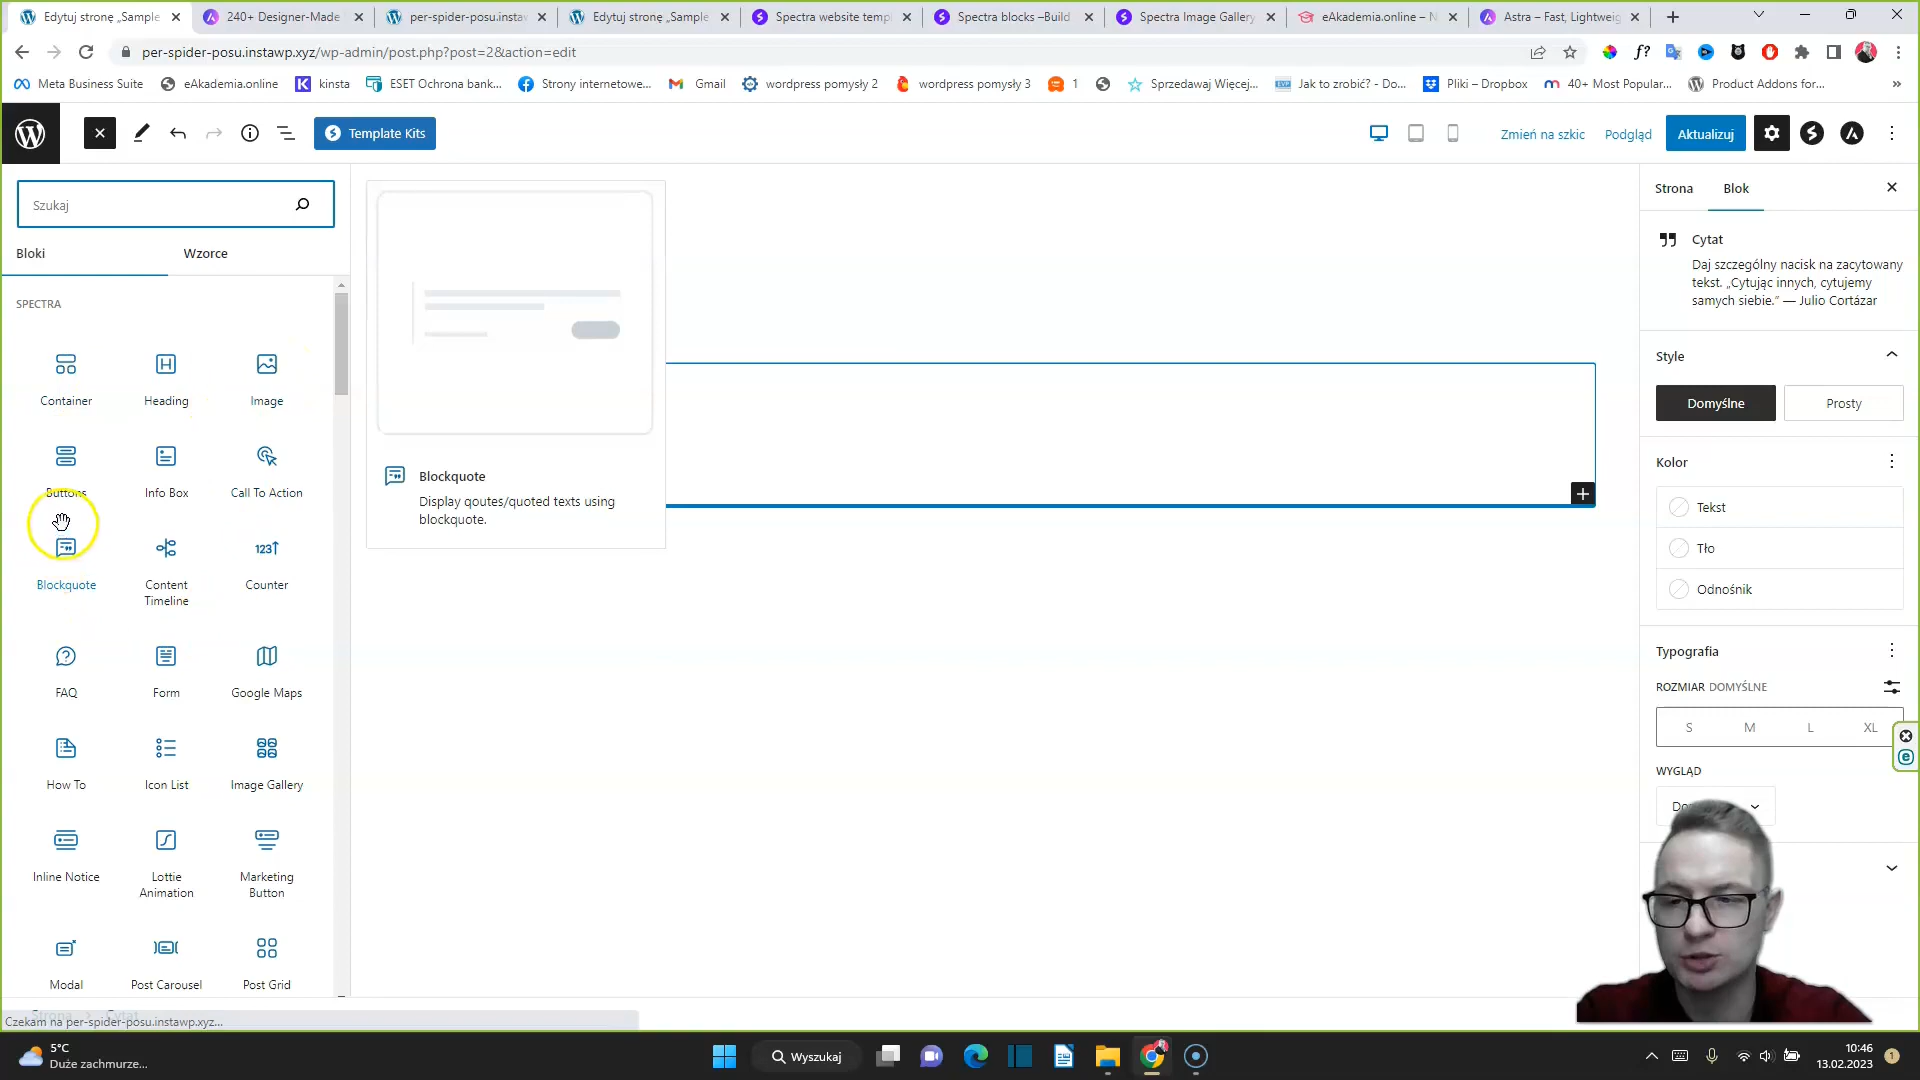 Edytuj stronę „Sample
240+ Designer-Made
per-spider-posu.instaw
Edytuj stronę „Sample
Spectra website templ
Spectra blocks –Build
Spectra Image Gallery
eAkademia.online – N
Astra – Fast, Lightweig
per-spider-posu.instawp.xyz/wp-admin/post.php?post=2&action=edit
Meta Business Suite
eAkademia.online
kinsta
ESET Ochrona bank...
Strony internetowe...
Gmail
wordpress pomysły 2
wordpress pomysły 3
1
Sprzedawaj Więcej,...
Jak to zrobić? - Do...
Pliki – Dropbox
40+ Most Popular...
Product Addons for...
Template Kits
Zmień na szkic
Podgląd
Aktualizuj
Szukaj
Bloki
Wzorce
SPECTRA
Container
Heading
Image
Buttons
Info Box
Call To Action
Blockquote
Content Timeline
Counter
FAQ
Form
Google Maps
How To
Icon List
Image Gallery
Inline Notice
Lottie Animation
Marketing Button
Modal
Post Carousel
Post Grid
Blockquote
Display qoutes/quoted texts using
blockquote.
Strona
Blok
Cytat
Daj szczególny nacisk na zacytowany
tekst. „Cytując innych, cytujemy
samych siebie.” — Julio Cortázar
Style
Domyślne
Prosty
Kolor
Tekst
Tło
Odnośnik
Typografia
ROZMIAR DOMYŚLNE
S M L XL
WYGLĄD
Czekam na per-spider-posu.instawp.xyz...
5°C
Duże zachmurze...
Wyszukaj
10:46
13.02.2023
1